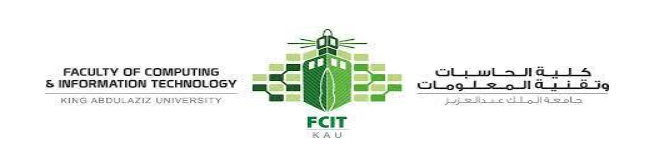 FACULTY OF COMPUTING
& INFORMATION TECHNOLOGY
KING ABDULAZIZ UNIVERSITY
FCIT
KAU
كلية الحاسبات
وتقنية المعلومات
جامعة الملك عبدالعزيز